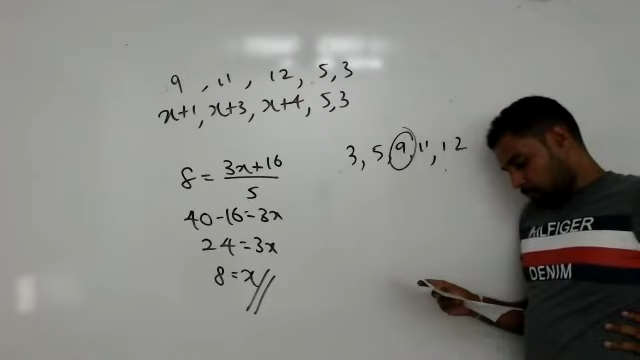 9, 11, 12, 5, 3
x+1, x+3, x+4, 5, 3
3, 5, 9, 11, 12
8 = 3x+16/5
40-16=3x
24=3x
8=x//
HILFIGER
DENIM